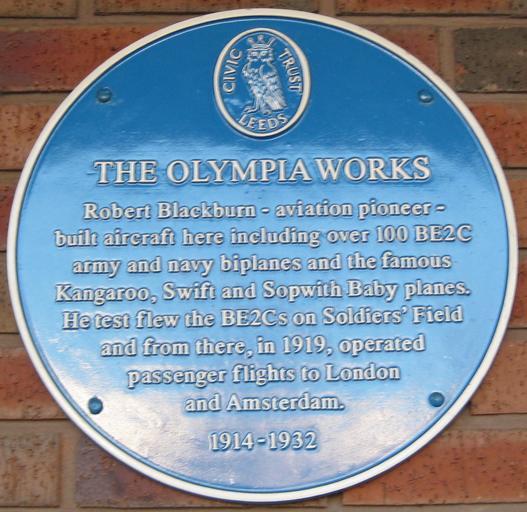 CIVIC TRUST
LEEDS
THE OLYMPIA WORKS
Robert Blackburn - aviation pioneer -
built aircraft here including over 100 BE2C
army and navy biplanes and the famous
Kangaroo, Swift and Sopwith Baby planes.
He test flew the BE2Cs on Soldiers' Field
and from there, in 1919, operated
passenger flights to London
and Amsterdam.
1914-1932